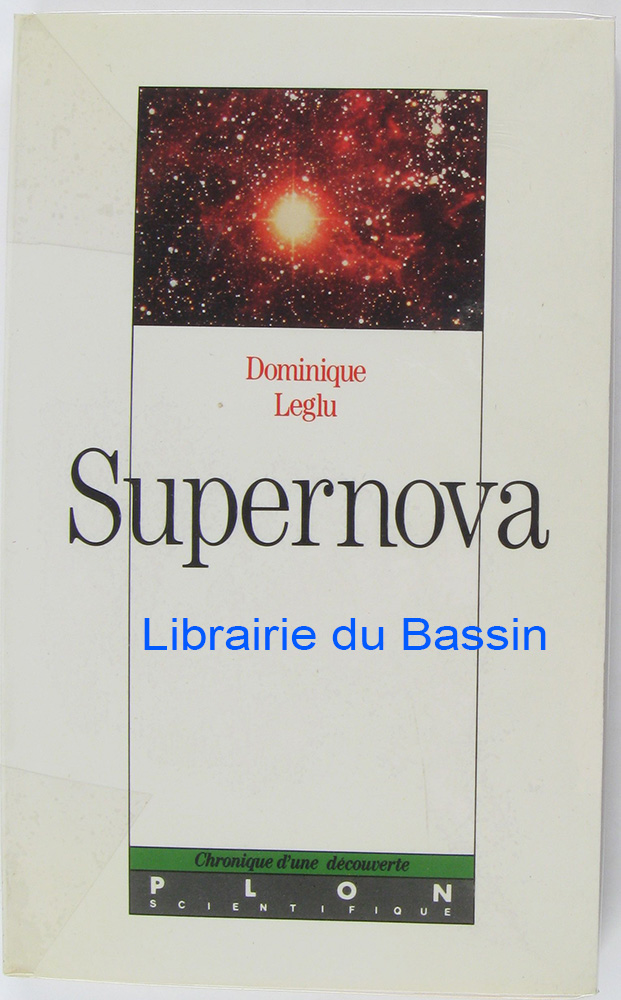 Dominique
Leglu
Supernova
Librairie du Bassin
Chronique d'une découverte
PLON
SCIENTIFIQUE